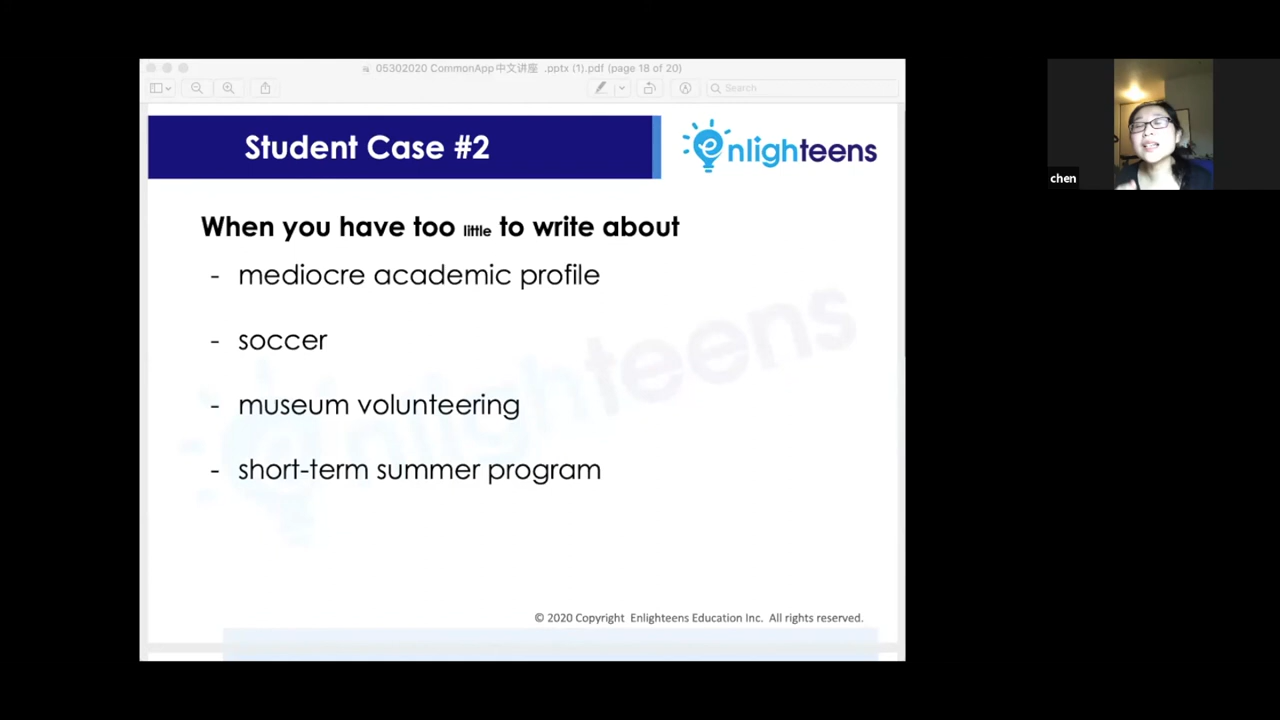 05302020 CommonApp中文讲座 .pptx (1).pdf (page 18 of 20)
Search
Student Case #2
enlighteens
When you have too little to write about
- mediocre academic profile
- soccer
- museum volunteering
- short-term summer program
enlighteens
© 2020 Copyright Enlighteens Education Inc. All rights reserved.
chen